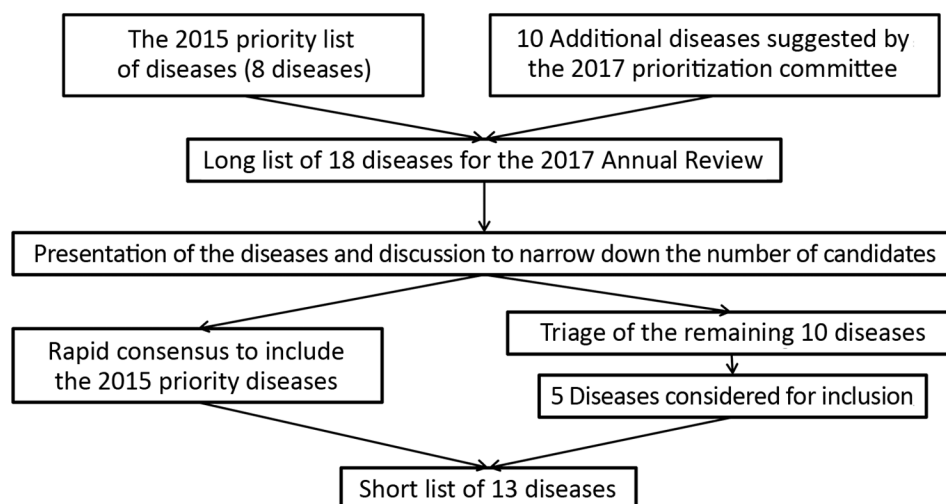 The 2015 priority list
of diseases (8 diseases)
10 Additional diseases suggested by
the 2017 prioritization committee
Long list of 18 diseases for the 2017 Annual Review
Presentation of the diseases and discussion to narrow down the number of candidates
Rapid consensus to include
the 2015 priority diseases
Triage of the remaining 10 diseases
5 Diseases considered for inclusion
Short list of 13 diseases